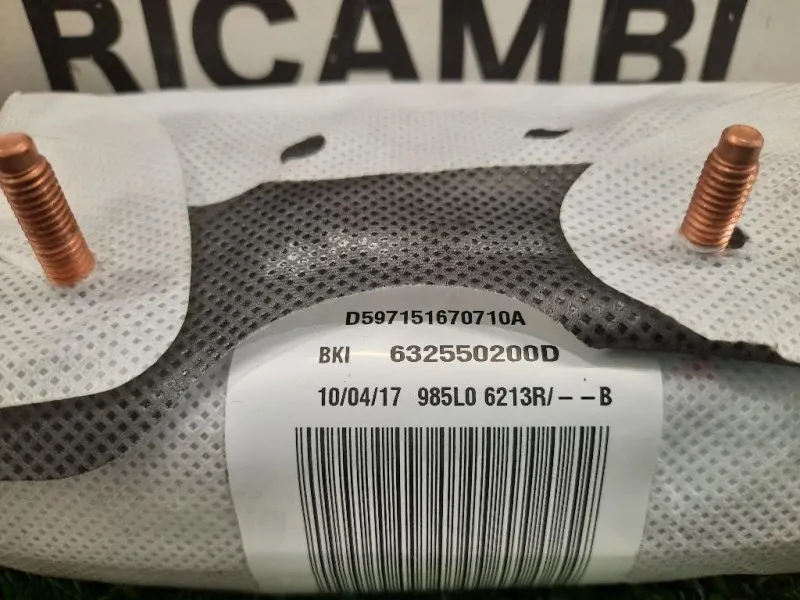 RICAMBI
D597151670710A
BKI 632550200D
10/04/17 985L0 6213R/--B